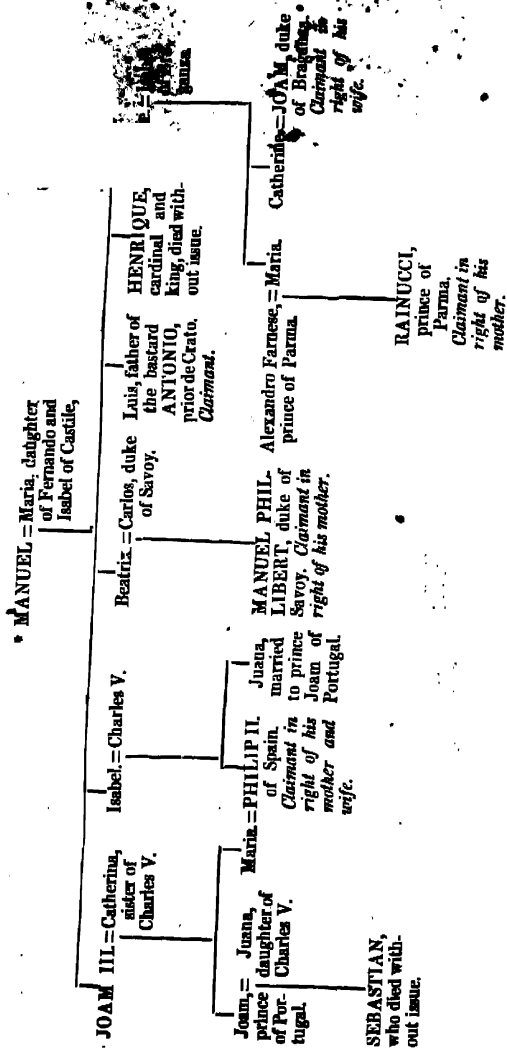 MANUEL = Maria, daughter
of Fernando and
Isabel of Castile,
JOAM III. = Catherina,
sister of
Charles V.
Isabel. = Charles V.
Beatrix = Carlos, duke
of Savoy.
Luis, father of
the bastard
ANTONIO,
prior de Crato.
Claimant.
HENRIQUE,
cardinal and
king, died with-
out issue.
Joam, = Juana,
prince daughter of
of Por- Charles V.
tugal.
Maria = PHILIP II.
of Spain.
Claimant in
right of his
mother and
wife.
Juana,
married
to prince
Joam of
Portugal.
MANUEL PHIL-
LIBERT, duke of
Savoy. Claimant in
right of his mother.
Alexandro Farnese, = Maria.
prince of Parma.
Catherine = JOAM, duke
of Braganza.
Claimant in
right of his
wife.
SEBASTIAN,
who died with-
out issue.
RAINUCCI,
prince of
Parma.
Claimant in
right of his
mother.